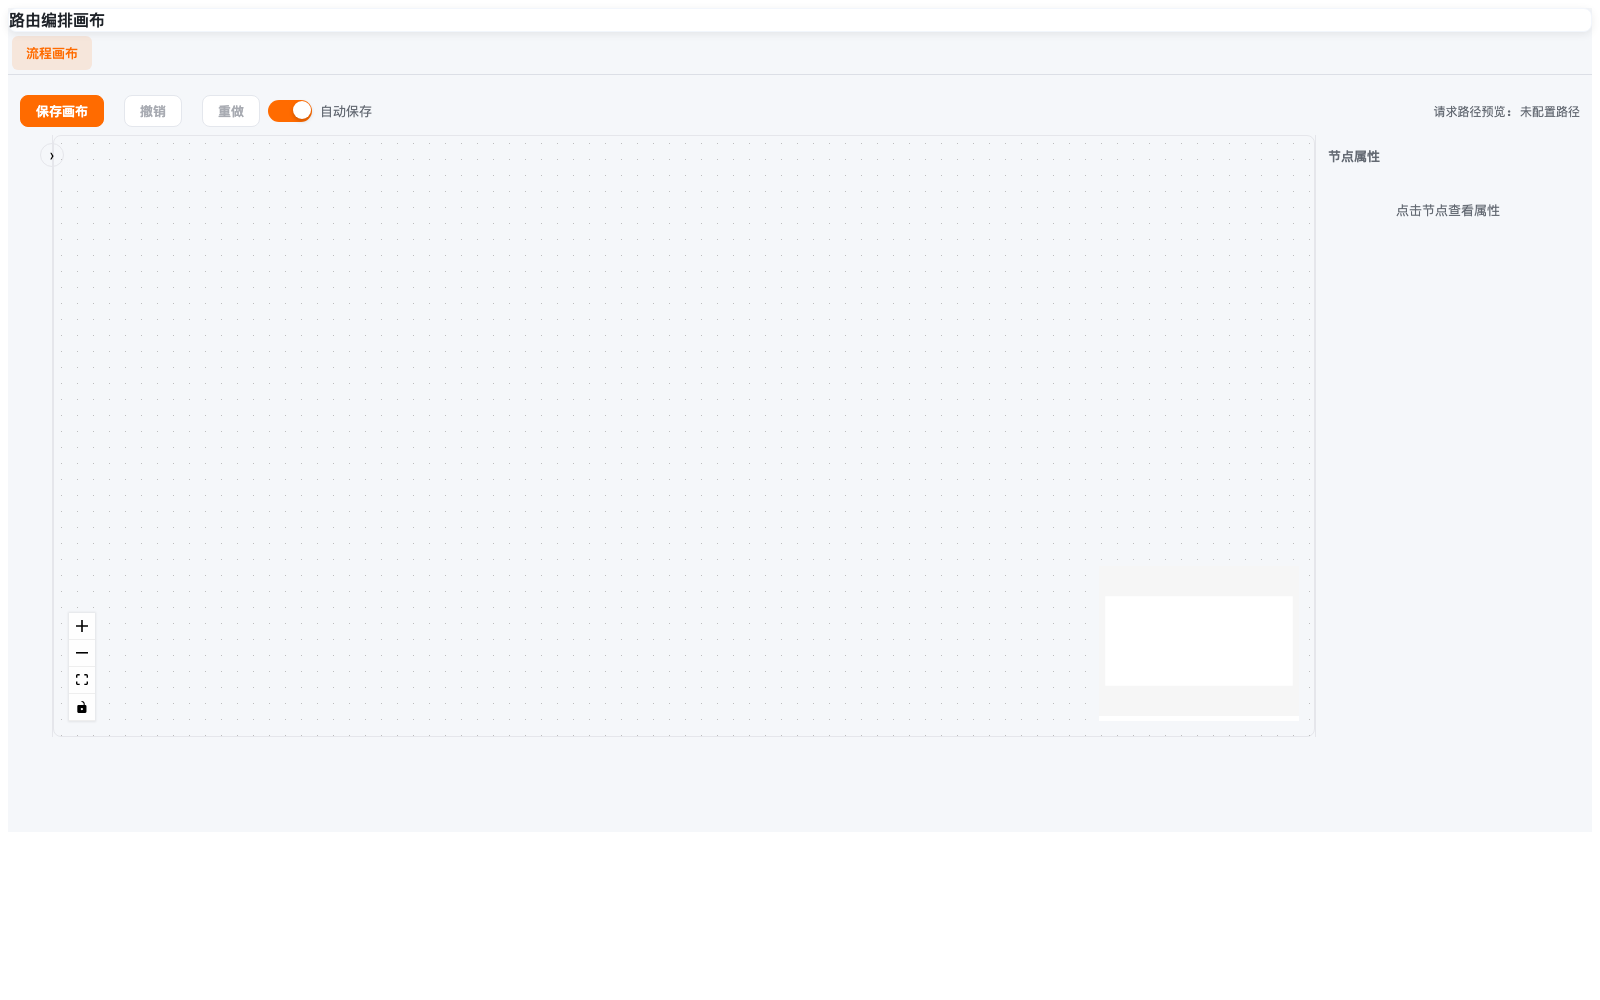 路由编排画布
流程画布
保存画布 撤销 重做 自动保存 请求路径预览：未配置路径
节点属性
点击节点查看属性